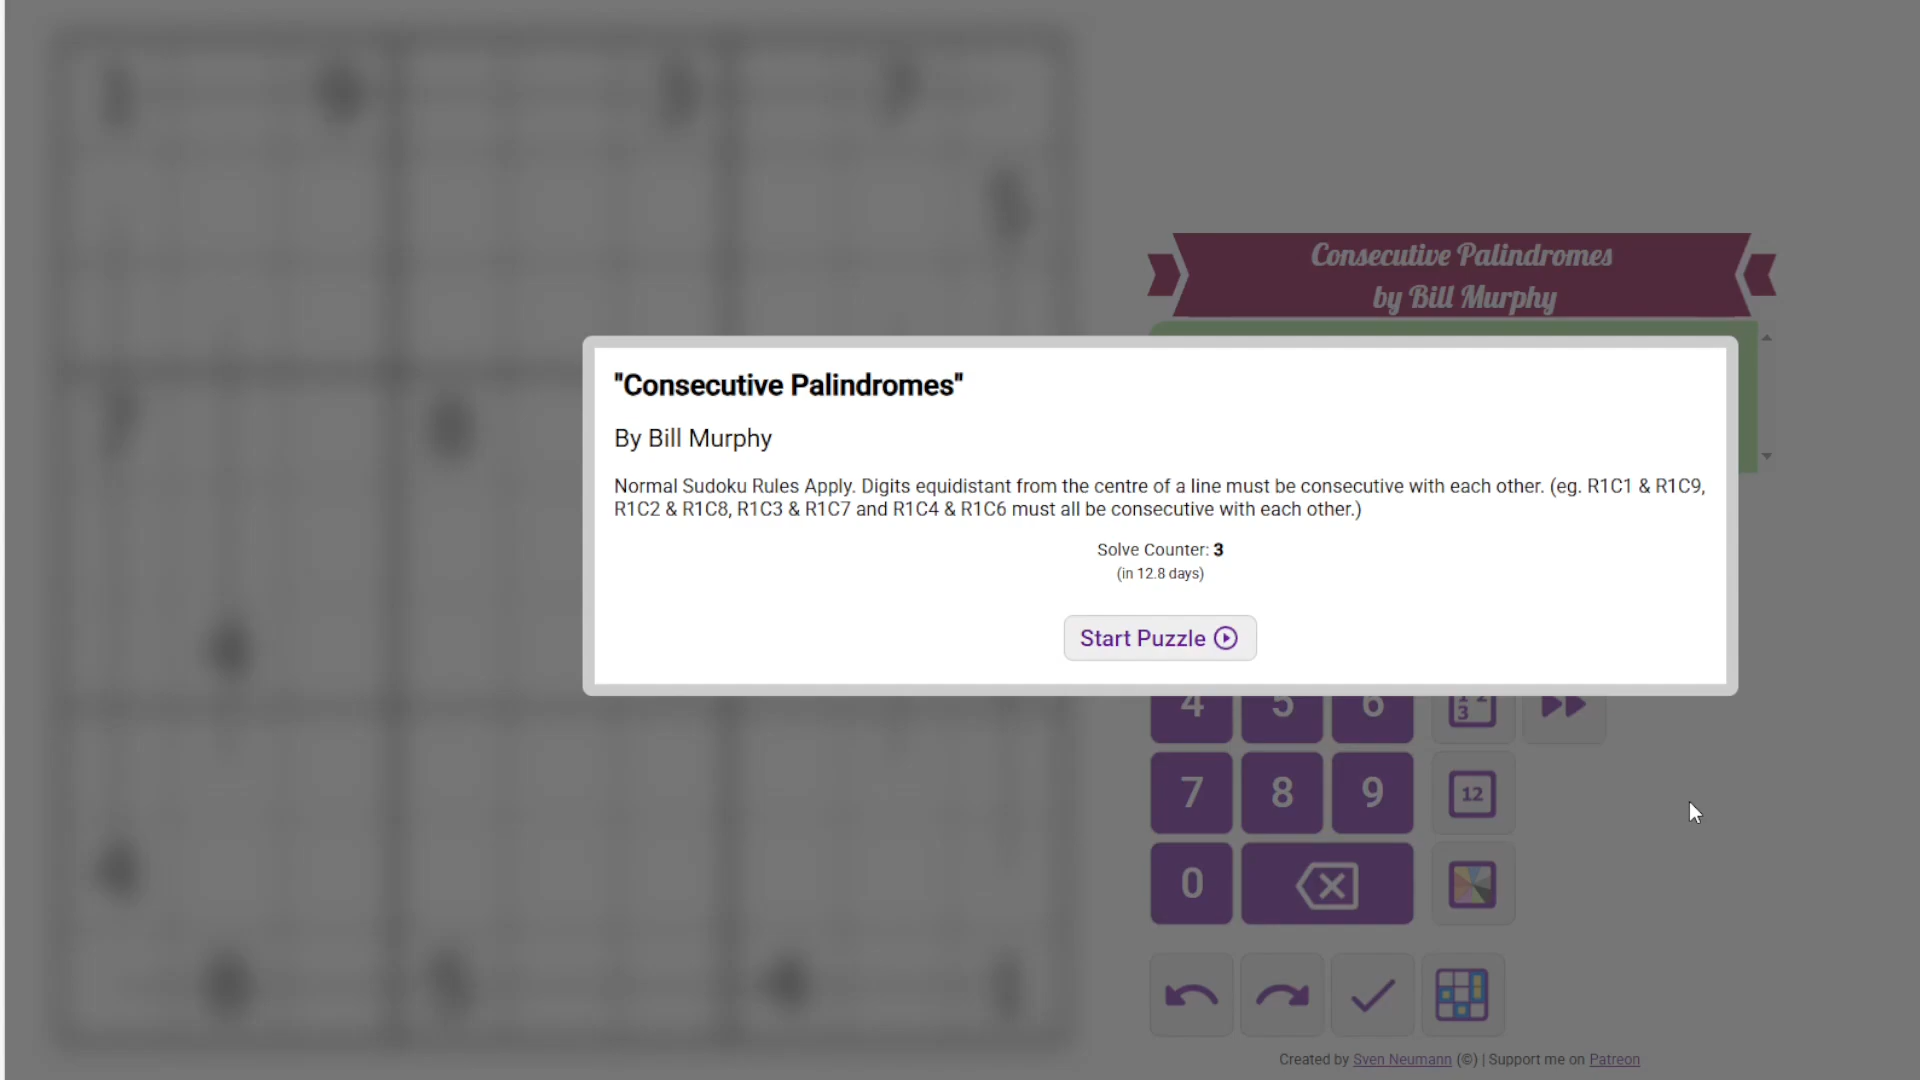 Consecutive Palindromes
by Bill Murphy
"Consecutive Palindromes"
By Bill Murphy
Normal Sudoku Rules Apply. Digits equidistant from the centre of a line must be consecutive with each other. (eg. R1C1 & R1C9,
R1C2 & R1C8, R1C3 & R1C7 and R1C4 & R1C6 must all be consecutive with each other.)
Solve Counter: 3
(in 12.8 days)
Start Puzzle
4 5 6
7 8 9 12
0
Created by Sven Neumann (©) | Support me on Patreon